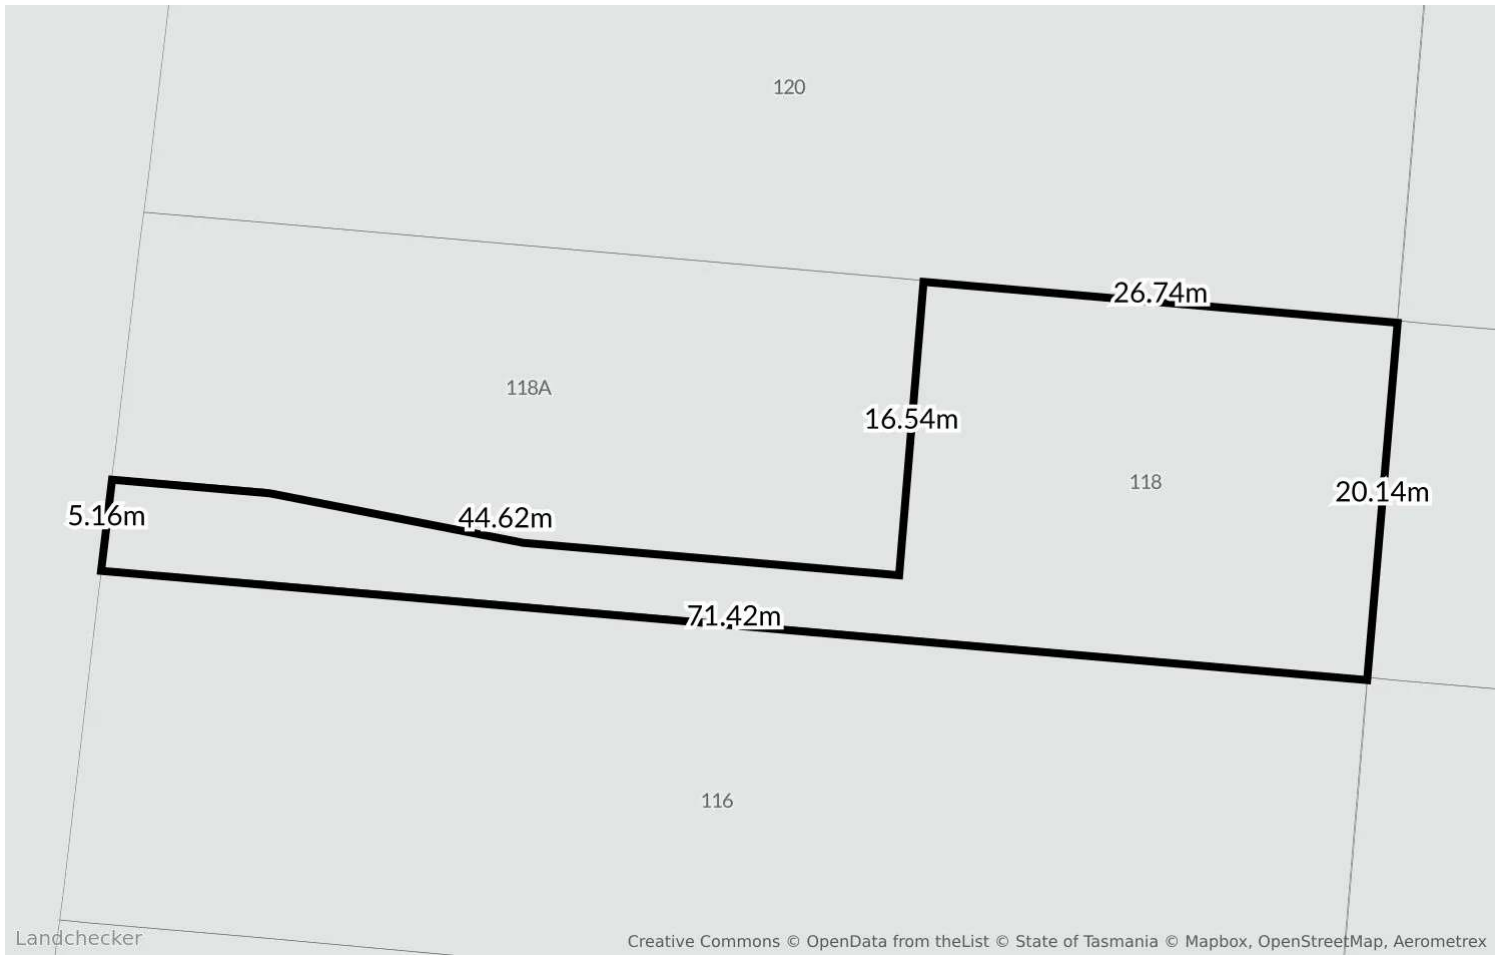 120
26.74m
118A
16.54m
118
20.14m
5.16m
44.62m
71.42m
116
Landchecker
Creative Commons © OpenData from theList © State of Tasmania © Mapbox, OpenStreetMap, Aerometrex